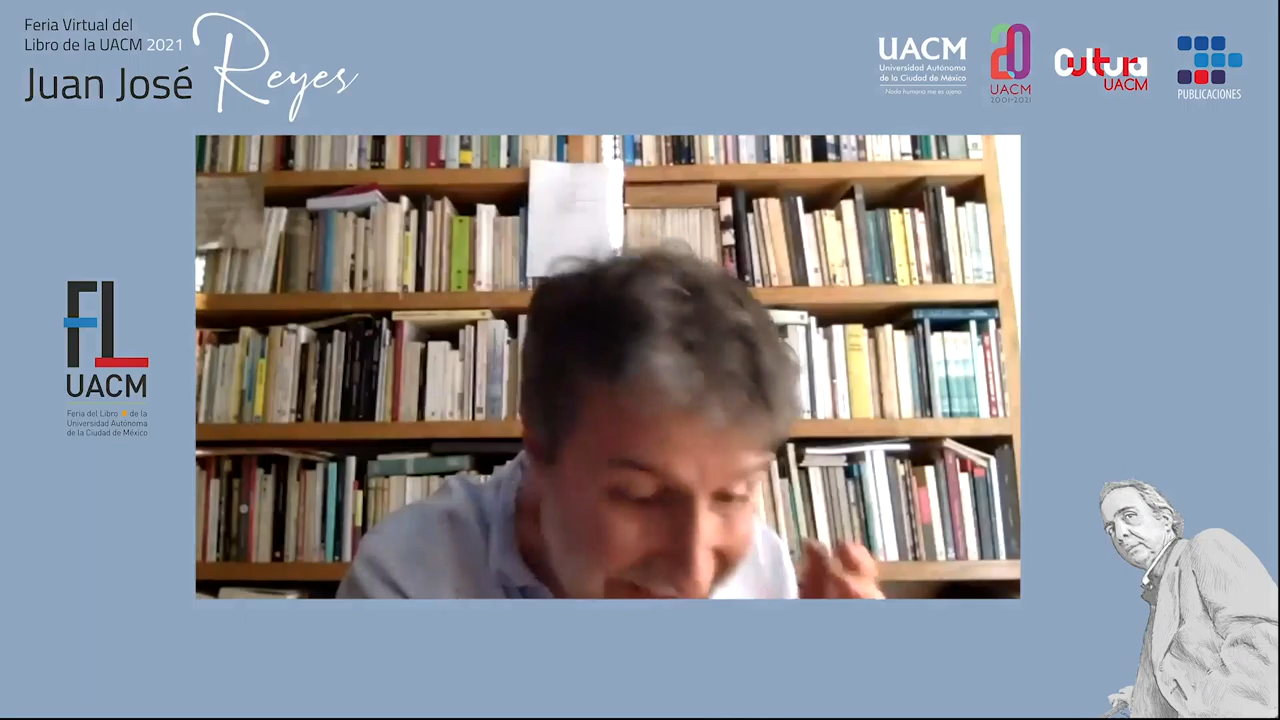 Feria Virtual del
Libro de la UACM 2021
Juan José Reyes
UACM
Universidad Autónoma
de la Ciudad de México
Nada humano me es ajeno
20
UACM
2001-2021
Cultura
UACM
PUBLICACIONES
FL
UACM
Feria del Libro de la
Universidad Autónoma
de la Ciudad de México